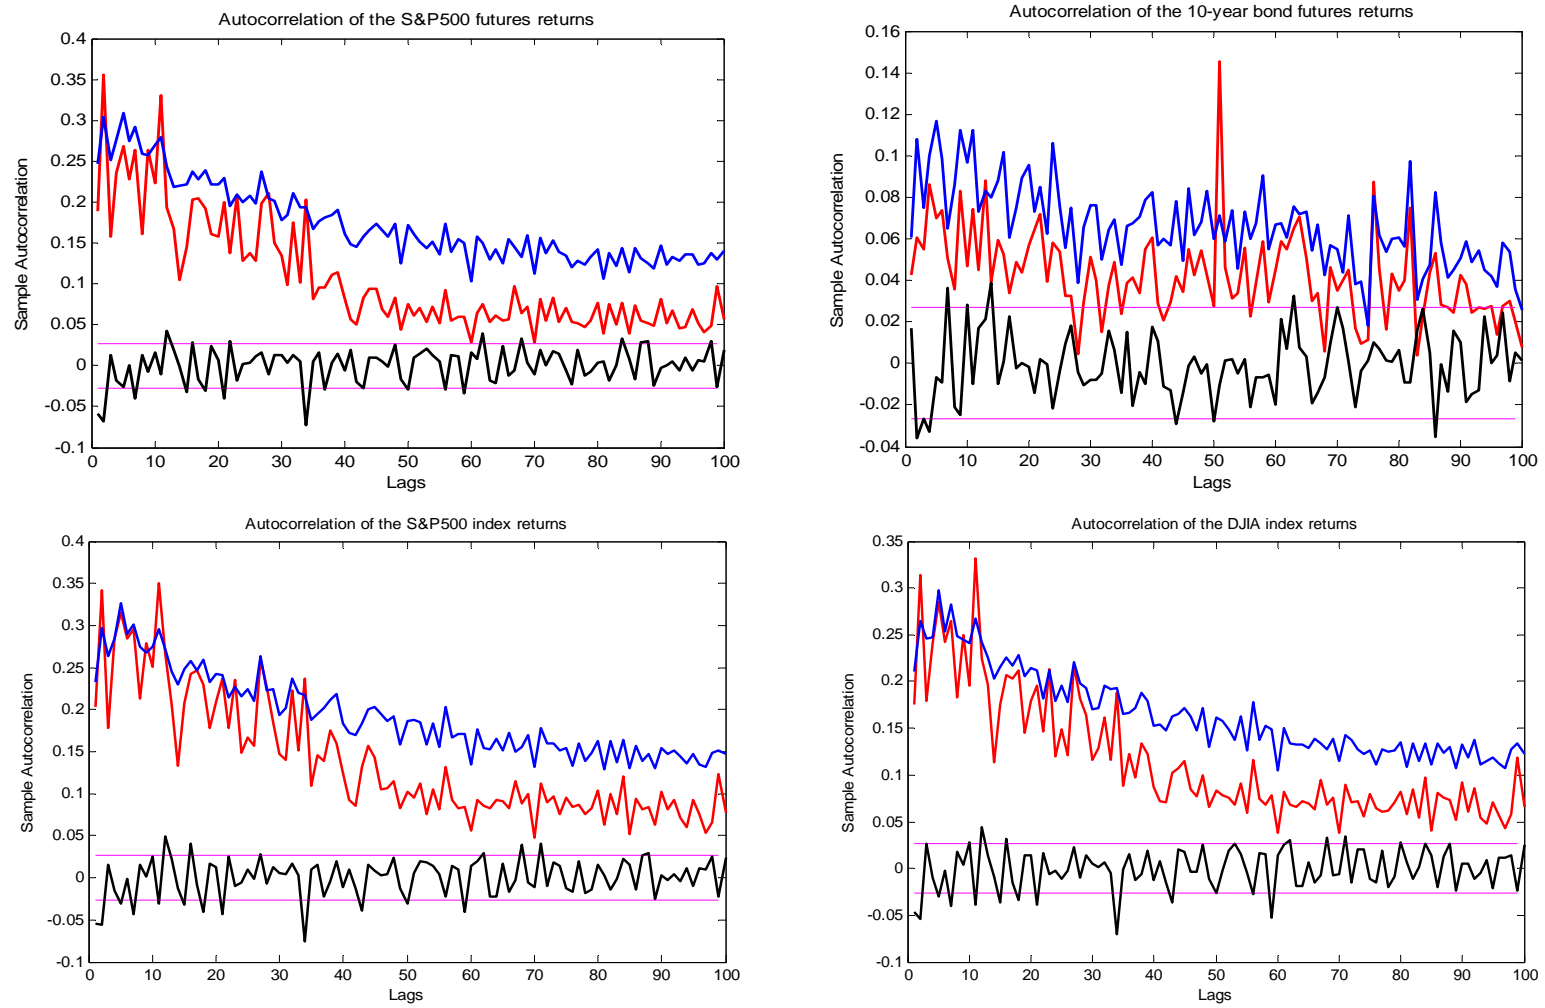 Autocorrelation of the S&P500 futures returns
0.4
0.35
0.3
0.25
0.2
0.15
0.1
0.05
0
-0.05
-0.1
Sample Autocorrelation
0 10 20 30 40 50 60 70 80 90 100
Lags
Autocorrelation of the 10-year bond futures returns
0.16
0.14
0.12
0.1
0.08
0.06
0.04
0.02
0
-0.02
-0.04
Sample Autocorrelation
0 10 20 30 40 50 60 70 80 90 100
Lags
Autocorrelation of the S&P500 index returns
0.4
0.35
0.3
0.25
0.2
0.15
0.1
0.05
0
-0.05
-0.1
Sample Autocorrelation
0 10 20 30 40 50 60 70 80 90 100
Lags
Autocorrelation of the DJIA index returns
0.35
0.3
0.25
0.2
0.15
0.1
0.05
0
-0.05
-0.1
Sample Autocorrelation
0 10 20 30 40 50 60 70 80 90 100
Lags